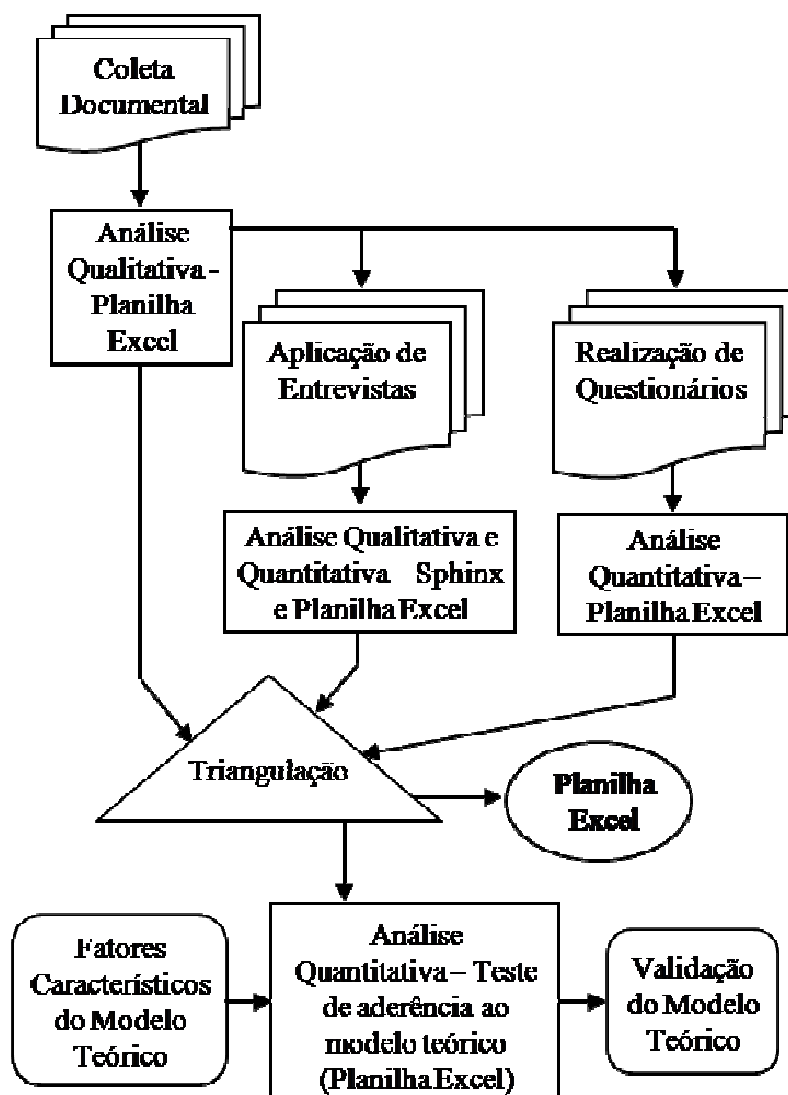 Coleta
Documental
Análise
Qualitativa -
Planilha
Excel
Aplicação de
Entrevistas
Realização de
Questionários
Análise Qualitativa e
Quantitativa Sphinx
e Planilha Excel
Análise
Quantitativa –
Planilha Excel
Triangulação
Planilha
Excel
Fatores
Característicos
do Modelo
Teórico
Análise
Quantitativa – Teste
de aderência ao
modelo teórico
(Planilha Excel)
Validação
do Modelo
Teórico